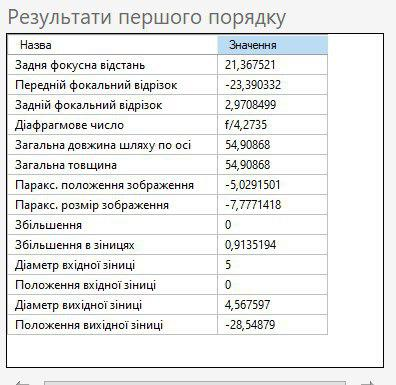 Результати першого порядку
Назва Значення
Задня фокусна відстань 21,367521
Передній фокальний відрізок -23,390332
Задній фокальний відрізок 2,9708499
Діафрагмове число f/4,2735
Загальна довжина шляху по осі 54,90868
Загальна товщина 54,90868
Паракс. положення зображення -5,0291501
Паракс. розмір зображення -7,7771418
Збільшення 0
Збільшення в зіницях 0,9135194
Діаметр вхідної зіниці 5
Положення вхідної зіниці 0
Діаметр вихідної зіниці 4,567597
Положення вихідної зіниці -28,54879